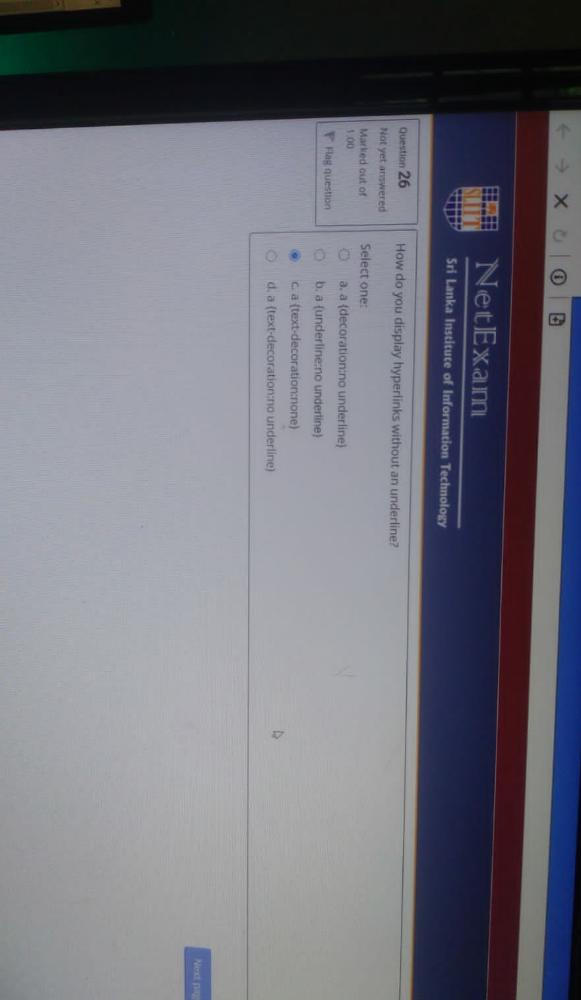 SLIIT
NetExam
Sri Lanka Institute of Information Technology
Question 26
Not yet answered
Marked out of
1.00
Flag question
How do you display hyperlinks without an underline?
Select one:
a. a {decoration:no underline}
b. a {underline:no underline}
c. a {text-decoration:none}
d. a {text-decoration:no underline}
Next